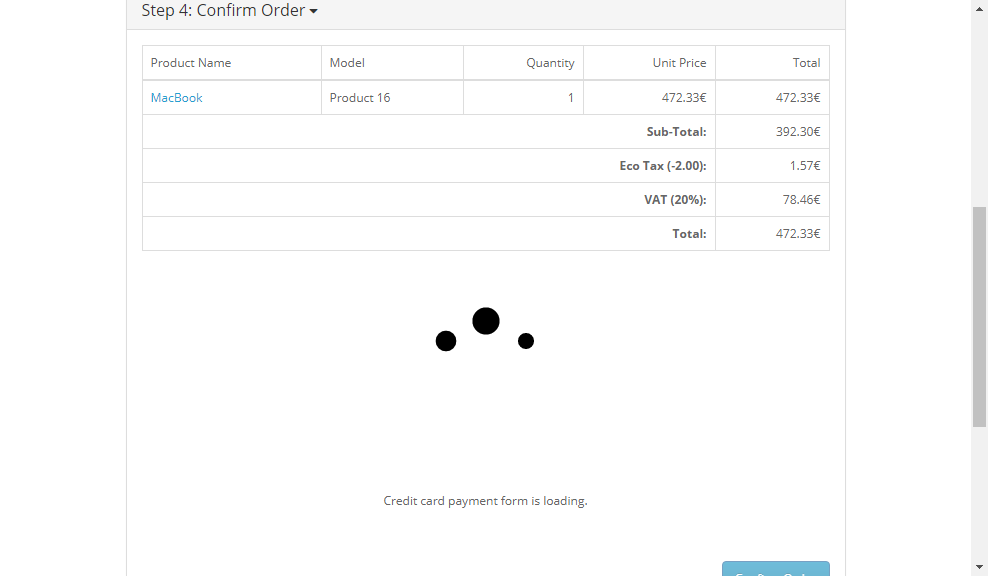 Step 4: Confirm Order
Product Name Model Quantity Unit Price Total
MacBook Product 16 1 472.33€ 472.33€
Sub-Total: 392.30€
Eco Tax (-2.00): 1.57€
VAT (20%): 78.46€
Total: 472.33€
Credit card payment form is loading.